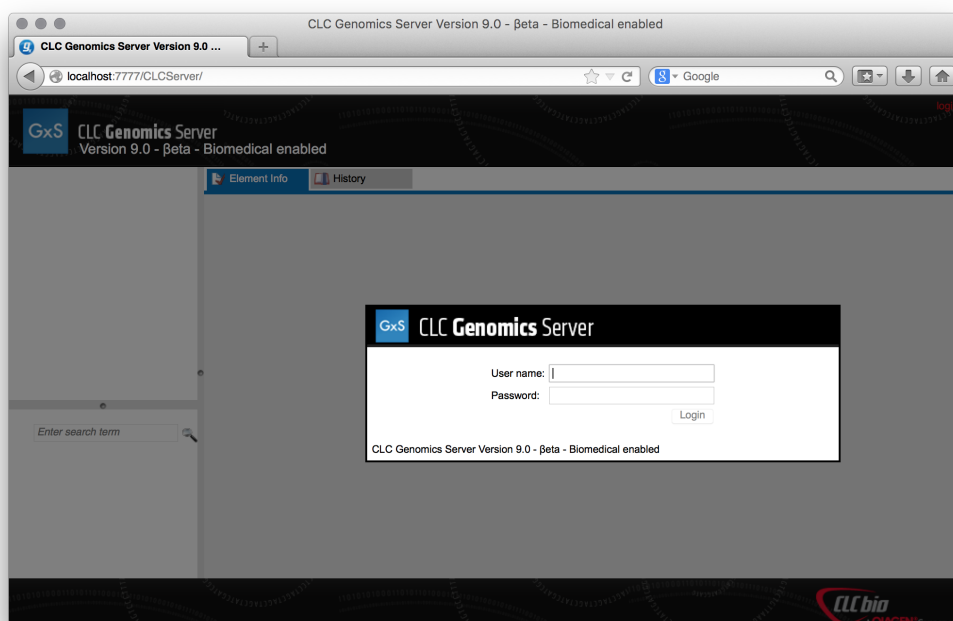 CLC Genomics Server Version 9.0 - βeta - Biomedical enabled
CLC Genomics Server Version 9.0 ...
localhost:7777/CLCServer/
Google
GxS CLC Genomics Server
Version 9.0 - βeta - Biomedical enabled
Element Info
History
GxS CLC Genomics Server
User name:
Password:
Login
Enter search term
CLC Genomics Server Version 9.0 - βeta - Biomedical enabled
CLC bio